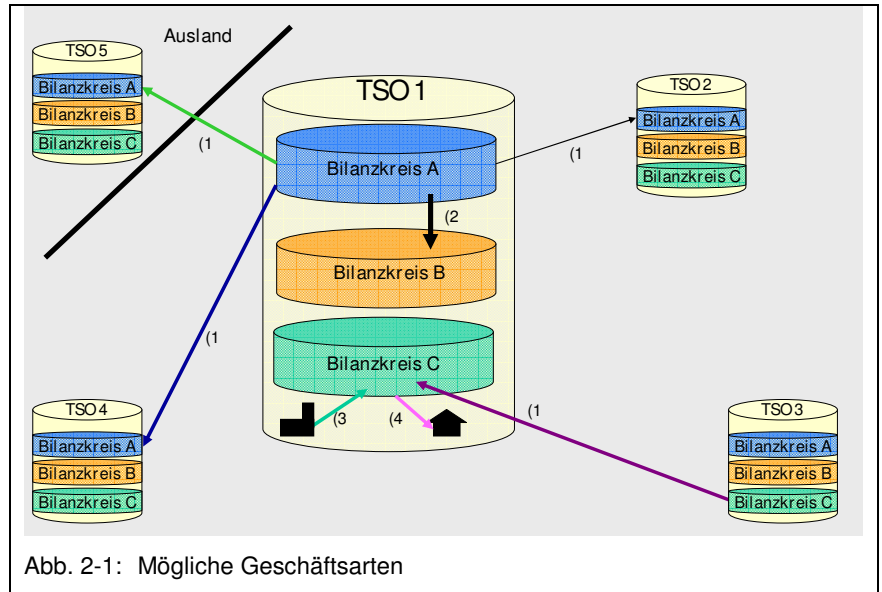 Ausland
TSO 5
Bilanzkreis A
Bilanzkreis B
Bilanzkreis C
(1
TSO 1
Bilanzkreis A
(2
Bilanzkreis B
Bilanzkreis C
(3
(4
TSO 2
Bilanzkreis A
Bilanzkreis B
Bilanzkreis C
(1
(1
TSO 4
Bilanzkreis A
Bilanzkreis B
Bilanzkreis C
(1
TSO 3
Bilanzkreis A
Bilanzkreis B
Bilanzkreis C
Abb. 2-1: Mögliche Geschäftsarten